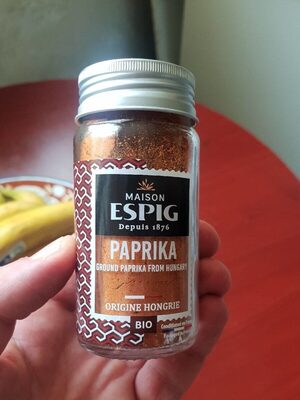 MAISON
ESPIG
Depuis 1876
PAPRIKA
GROUND PAPRIKA FROM HUNGARY
ORIGINE HONGRIE
BIO